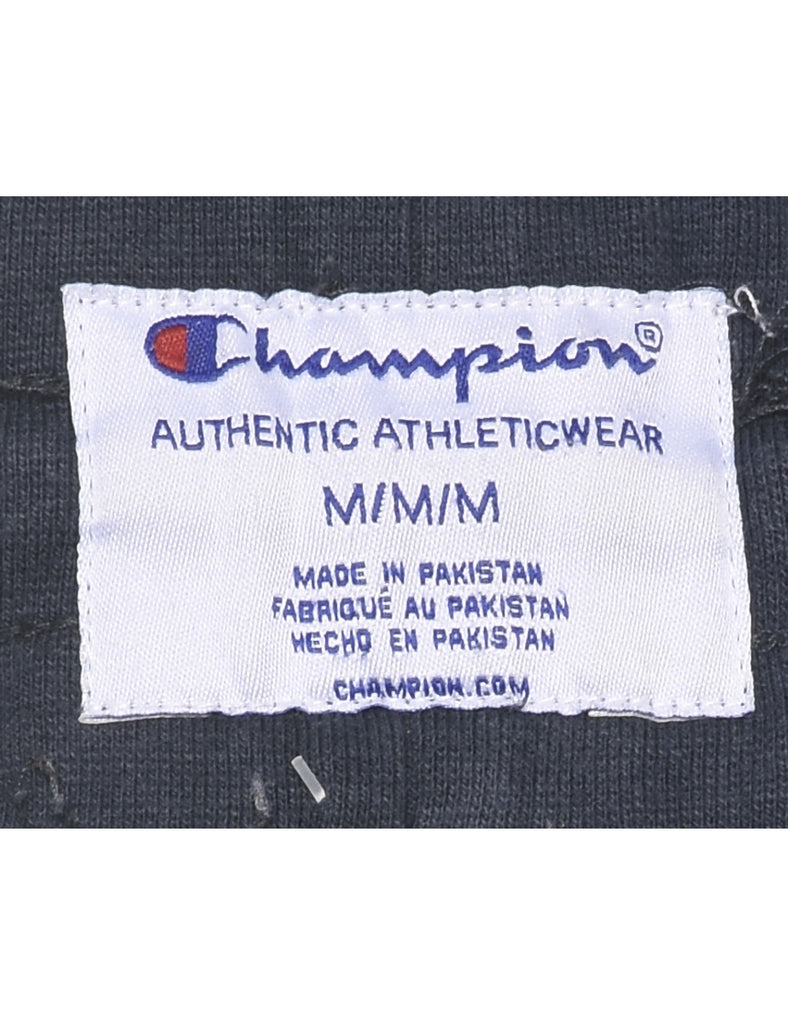 Champion®
AUTHENTIC ATHLETICWEAR
M/M/M
MADE IN PAKISTAN
FABRIQUÉ AU PAKISTAN
HECHO EN PAKISTAN
CHAMPION.COM